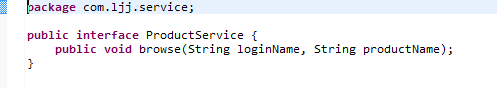 package com.ljj.service;
public interface ProductService {
    public void browse(String loginName, String productName);
}